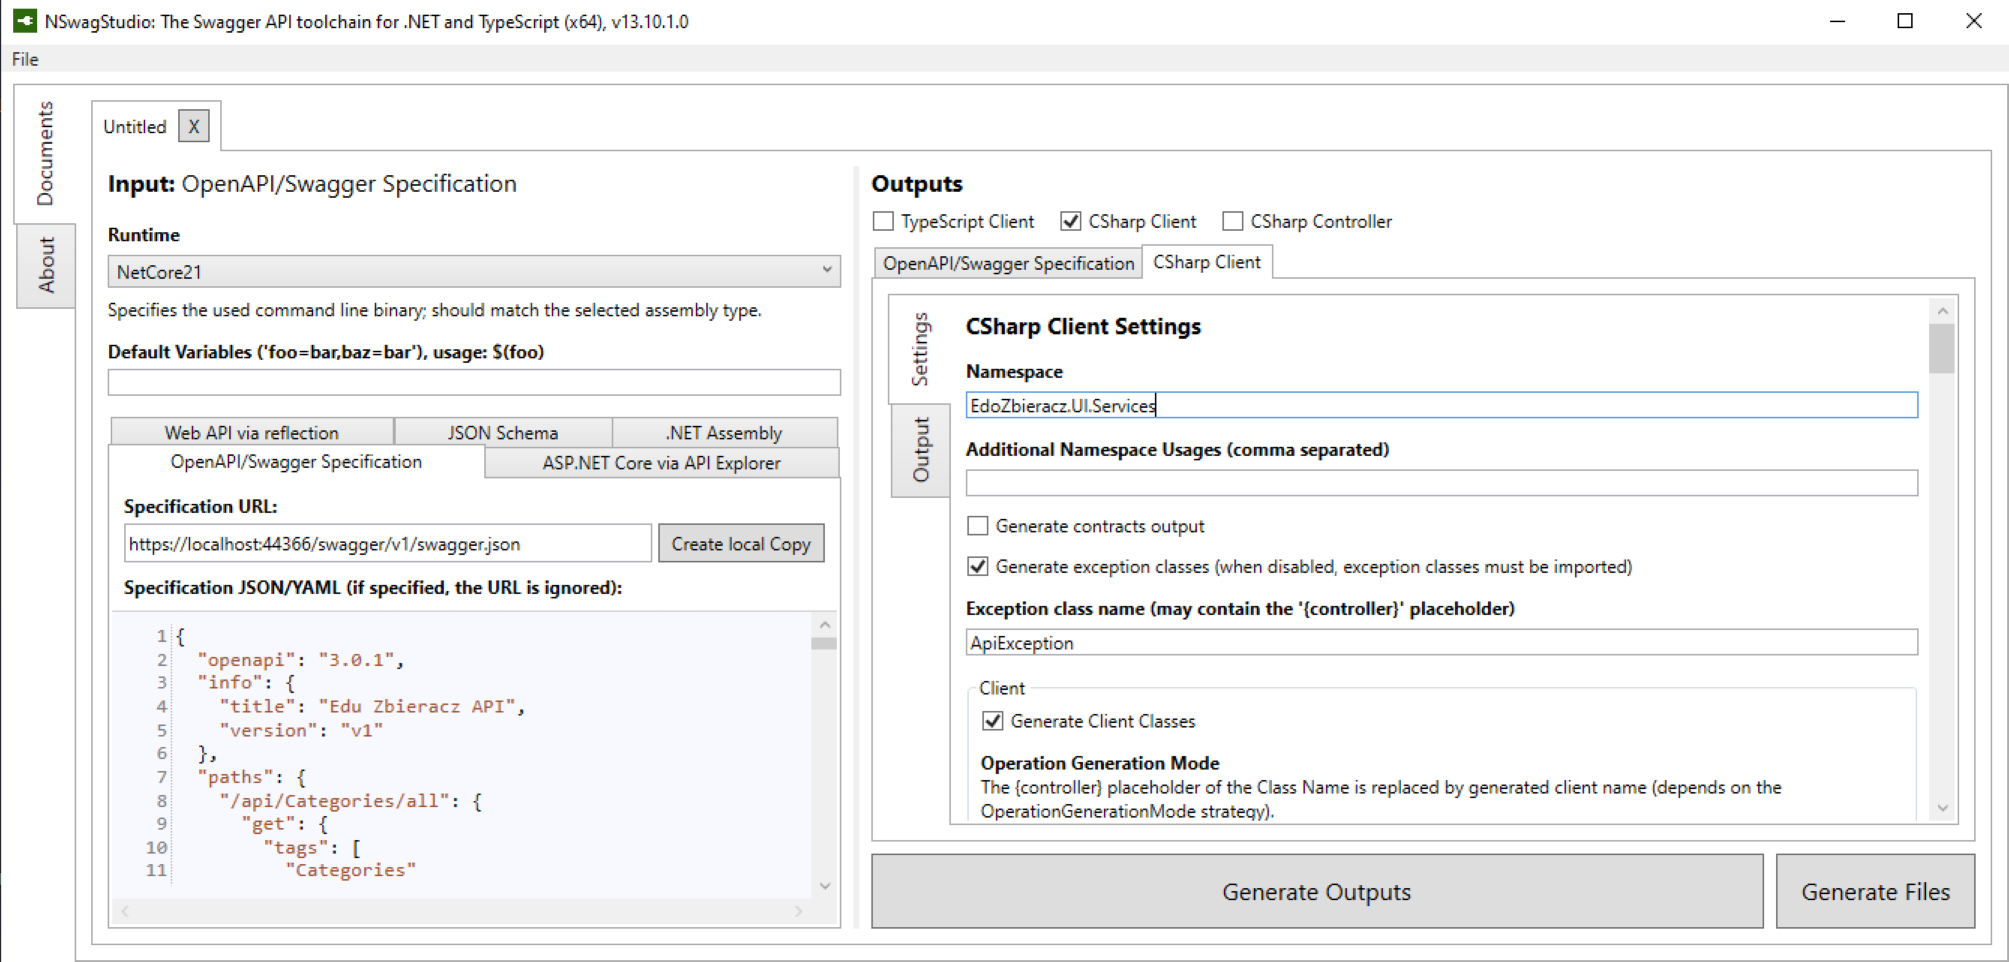 NSwagStudio: The Swagger API toolchain for .NET and TypeScript (x64), v13.10.1.0
File
Documents
About
Untitled X
Input: OpenAPI/Swagger Specification
Runtime
NetCore21
Specifies the used command line binary; should match the selected assembly type.
Default Variables ('foo=bar,baz=bar'), usage: $(foo)
Web API via reflection JSON Schema .NET Assembly
OpenAPI/Swagger Specification ASP.NET Core via API Explorer
Specification URL:
https://localhost:44366/swagger/v1/swagger.json Create local Copy
Specification JSON/YAML (if specified, the URL is ignored):
1 {
2 "openapi": "3.0.1",
3 "info": {
4 "title": "Edu Zbieracz API",
5 "version": "v1"
6 },
7 "paths": {
8 "/api/Categories/all": {
9 "get": {
10 "tags": [
11 "Categories"
Outputs
TypeScript Client CSharp Client CSharp Controller
OpenAPI/Swagger Specification CSharp Client
Settings
Output
CSharp Client Settings
Namespace
EdoZbieracz.UI.Services
Additional Namespace Usages (comma separated)
Generate contracts output
Generate exception classes (when disabled, exception classes must be imported)
Exception class name (may contain the '{controller}' placeholder)
ApiException
Client
Generate Client Classes
Operation Generation Mode
The {controller} placeholder of the Class Name is replaced by generated client name (depends on the
OperationGenerationMode strategy).
Generate Outputs Generate Files